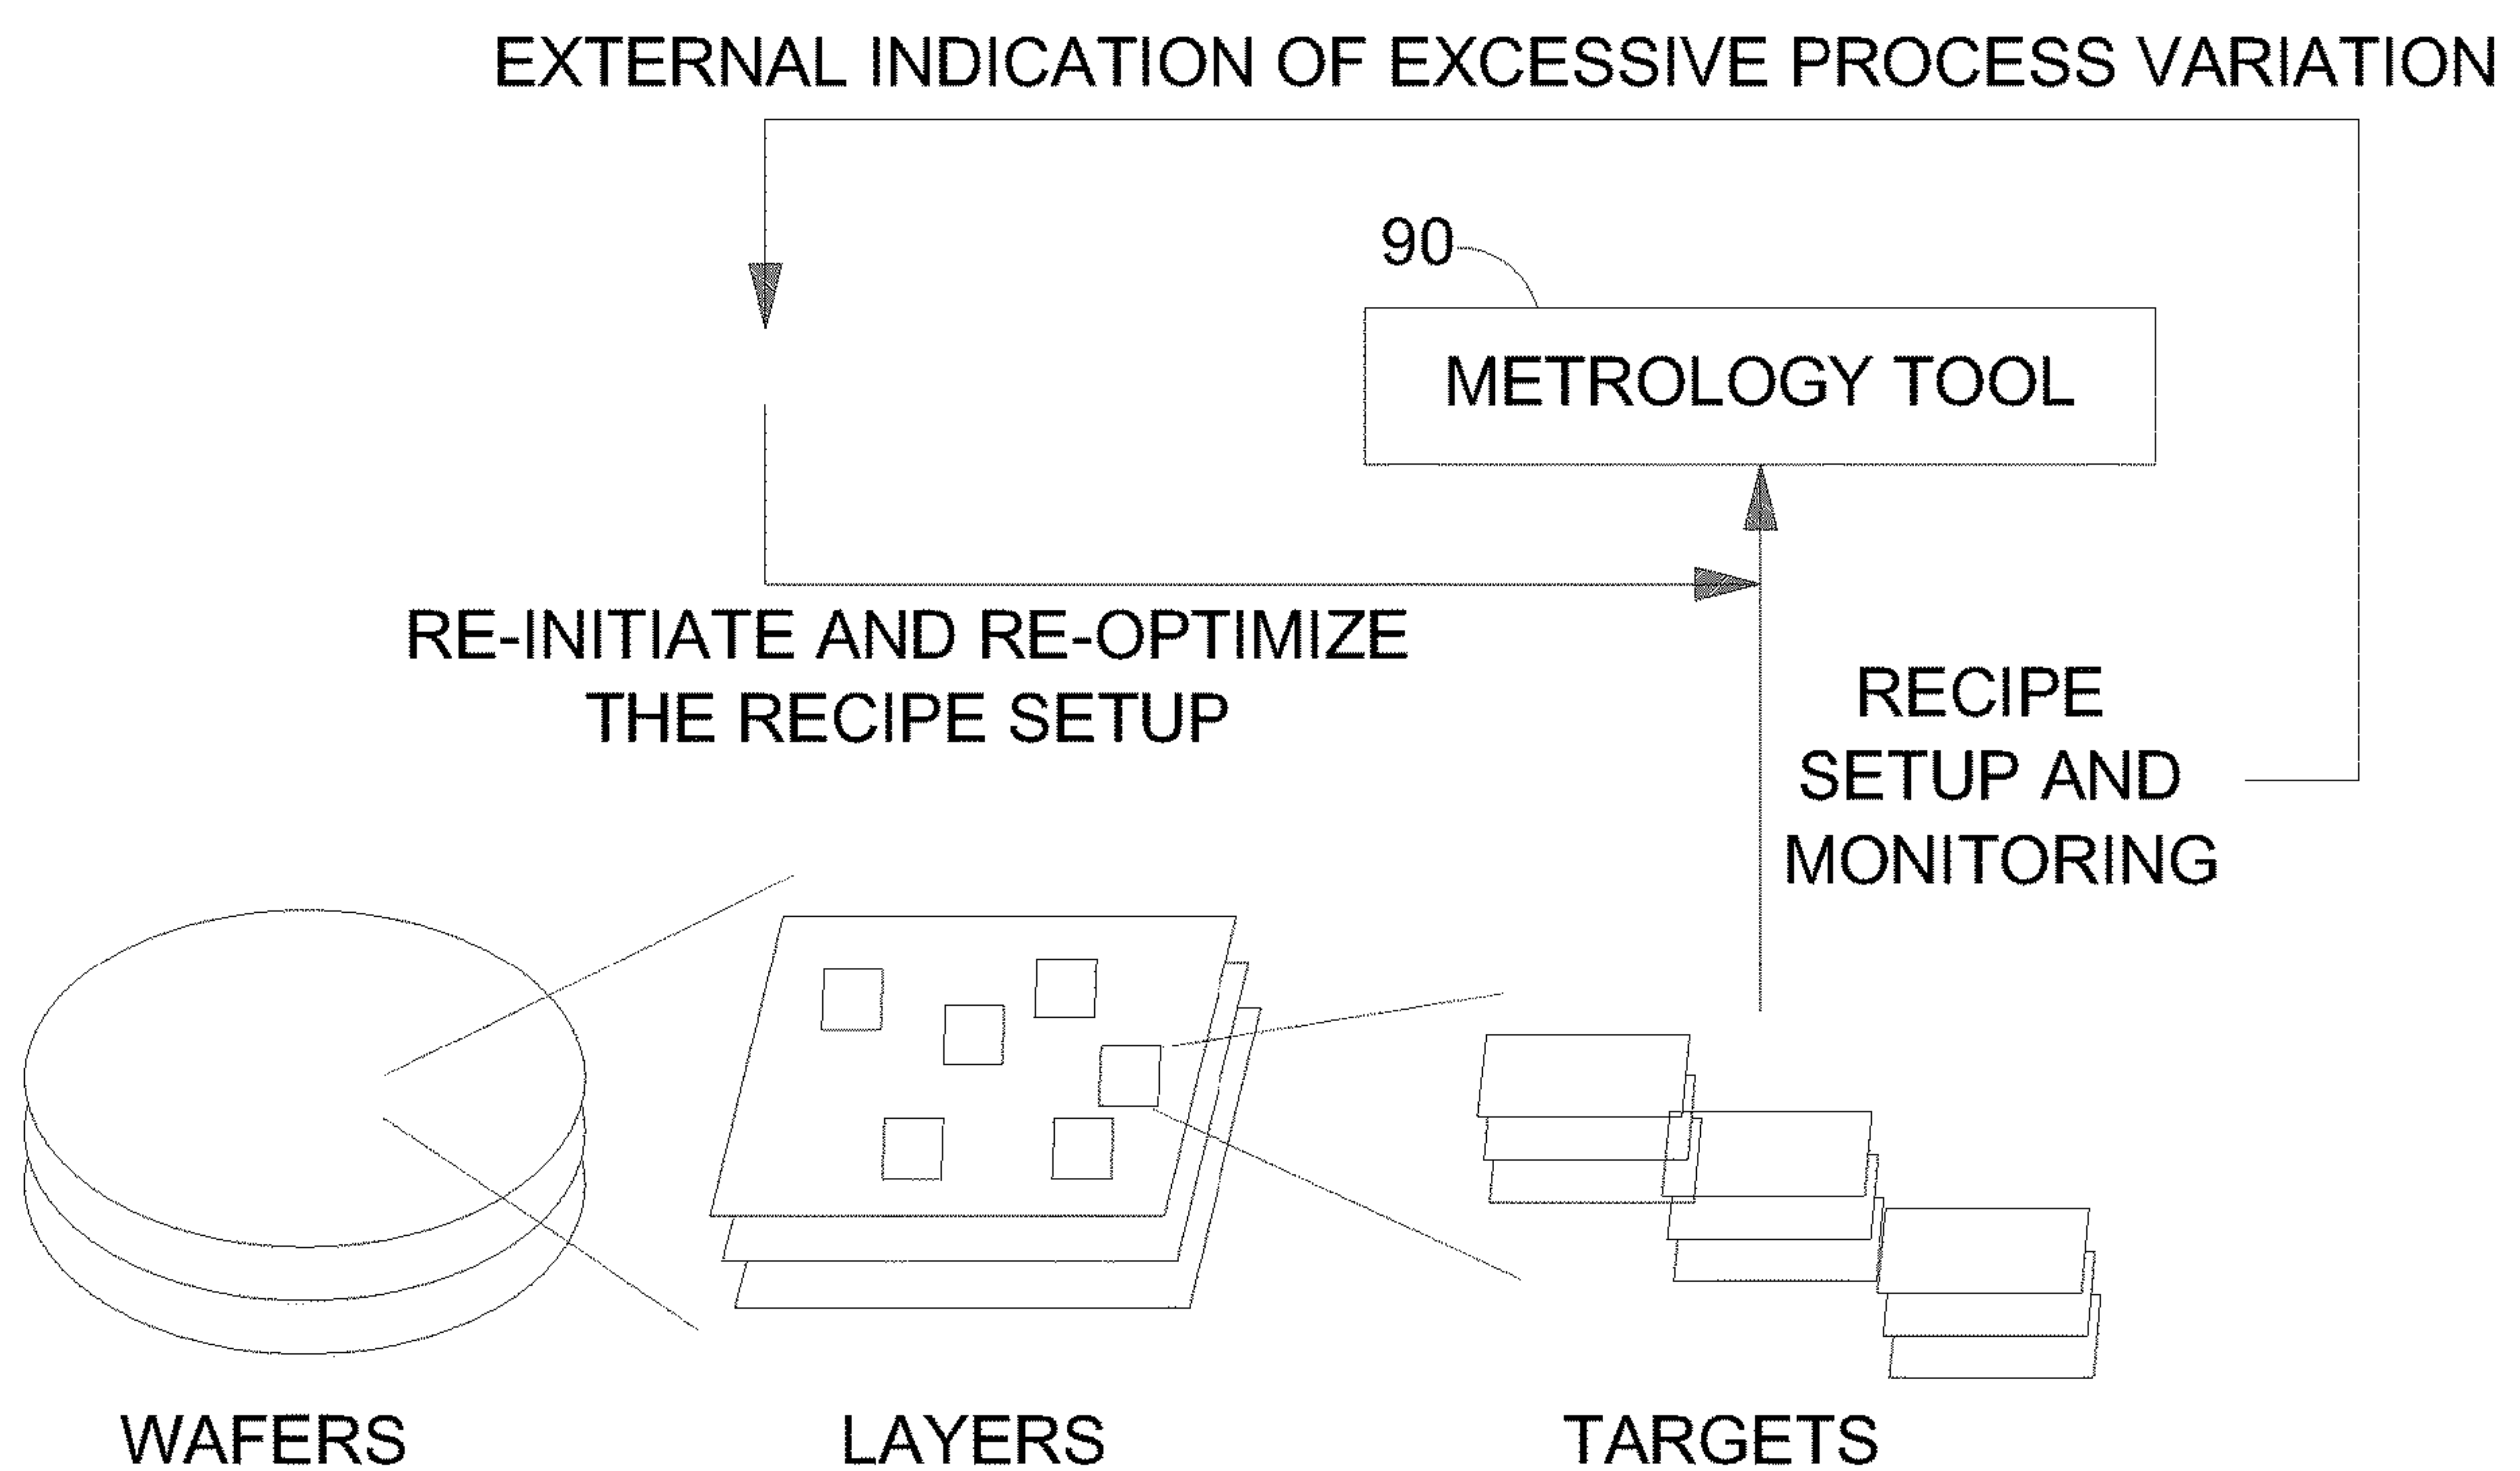 EXTERNAL INDICATION OF EXCESSIVE PROCESS VARIATION
90
METROLOGY TOOL
RE-INITIATE AND RE-OPTIMIZE
THE RECIPE SETUP
RECIPE
SETUP AND
MONITORING
WAFERS
LAYERS
TARGETS